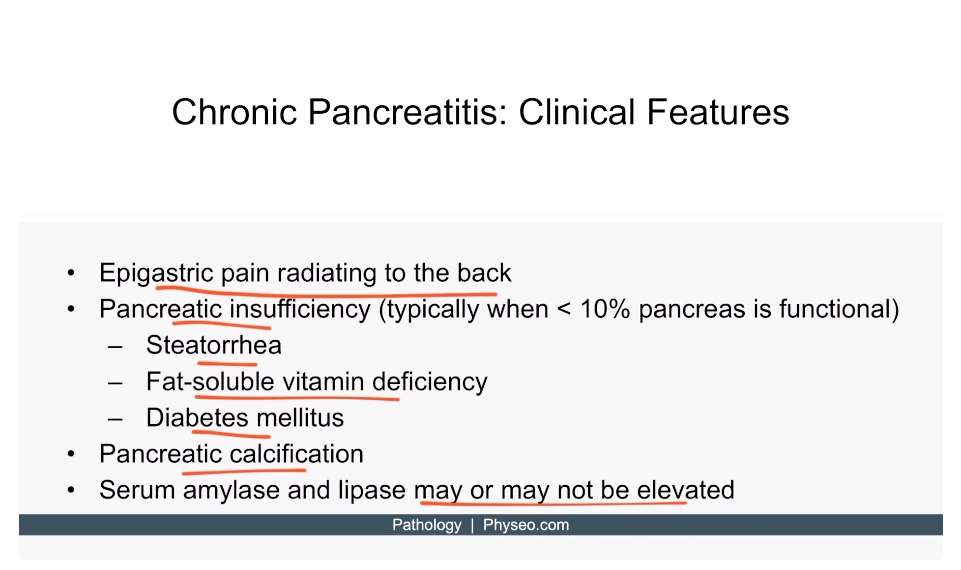 Chronic Pancreatitis: Clinical Features
• Epigastric pain radiating to the back
• Pancreatic insufficiency (typically when < 10% pancreas is functional)
– Steatorrhea
– Fat-soluble vitamin deficiency
– Diabetes mellitus
• Pancreatic calcification
• Serum amylase and lipase may or may not be elevated
Pathology | Physeo.com